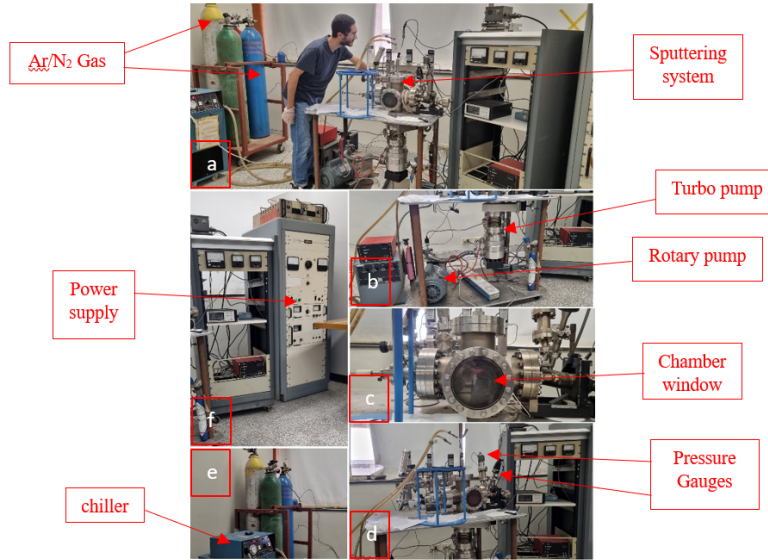 Ar/N₂ Gas
Sputtering
system
a
Turbo pump
b
Rotary pump
Power
supply
Chamber
window
c
f
e
Pressure
Gauges
chiller
d